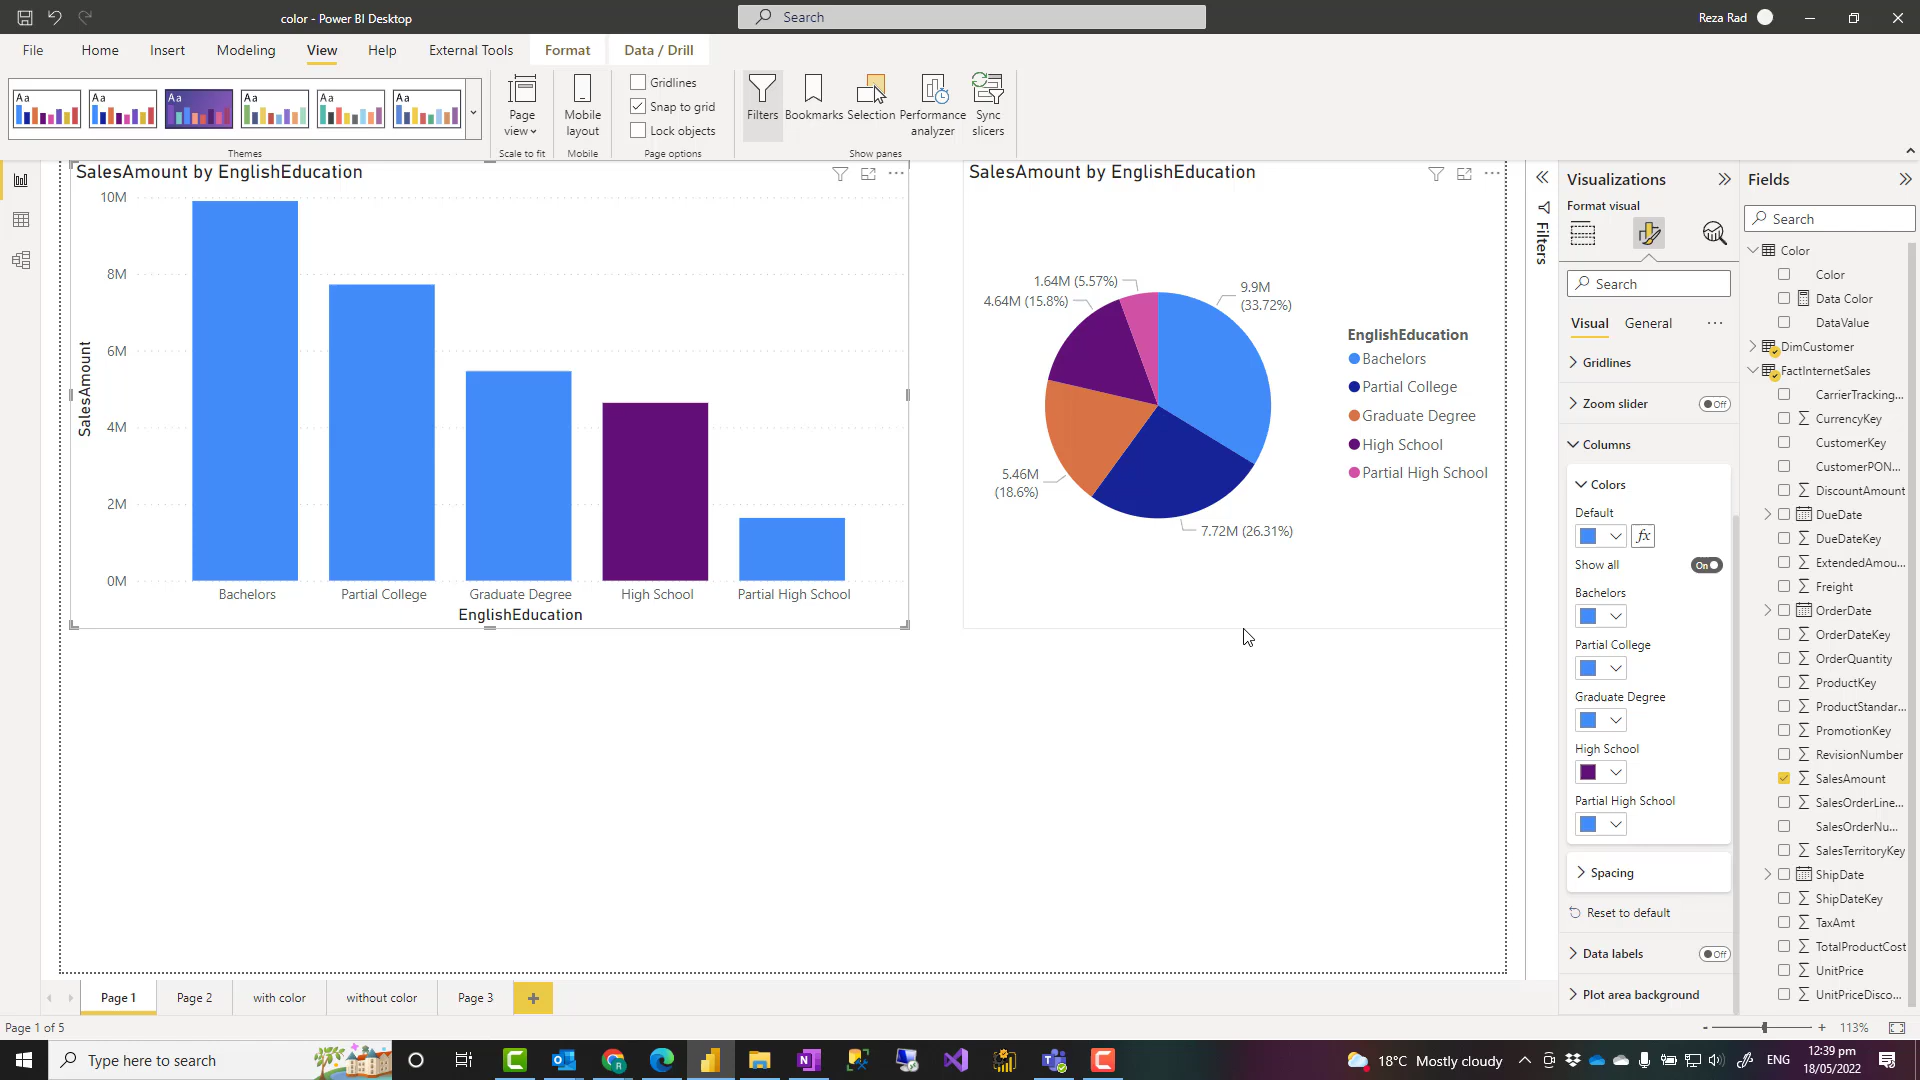 color - Power BI Desktop
Search
Reza Rad
File
Home
Insert
Modeling
View
Help
External Tools
Format
Data / Drill
Aa
Aa
Aa
Aa
Aa
Aa
Themes
Page view
Scale to fit
Mobile layout
Mobile
Gridlines
Snap to grid
Lock objects
Page options
Filters
Bookmarks
Selection
Performance analyzer
Sync slicers
Show panes
SalesAmount by EnglishEducation
10M
8M
6M
4M
2M
0M
SalesAmount
Bachelors
Partial College
Graduate Degree
High School
Partial High School
EnglishEducation
SalesAmount by EnglishEducation
1.64M (5.57%)
4.64M (15.8%)
9.9M
(33.72%)
5.46M
(18.6%)
7.72M (26.31%)
EnglishEducation
Bachelors
Partial College
Graduate Degree
High School
Partial High School
Filters
Visualizations
Format visual
Search
Visual
General
Gridlines
Zoom slider
Off
Columns
Colors
Default
fx
Show all
On
Bachelors
Partial College
Graduate Degree
High School
Partial High School
Spacing
Reset to default
Data labels
Off
Plot area background
Fields
Search
Color
Color
Data Color
DataValue
DimCustomer
FactInternetSales
CarrierTracking...
CurrencyKey
CustomerKey
CustomerPON...
DiscountAmount
DueDate
DueDateKey
ExtendedAmou...
Freight
OrderDate
OrderDateKey
OrderQuantity
ProductKey
ProductStandar...
PromotionKey
RevisionNumber
SalesAmount
SalesOrderLine...
SalesOrderNu...
SalesTerritoryKey
ShipDate
ShipDateKey
TaxAmt
TotalProductCost
UnitPrice
UnitPriceDisco...
Page 1
Page 2
with color
without color
Page 3
Page 1 of 5
113%
Type here to search
18°C Mostly cloudy
ENG
12:39 pm
18/05/2022